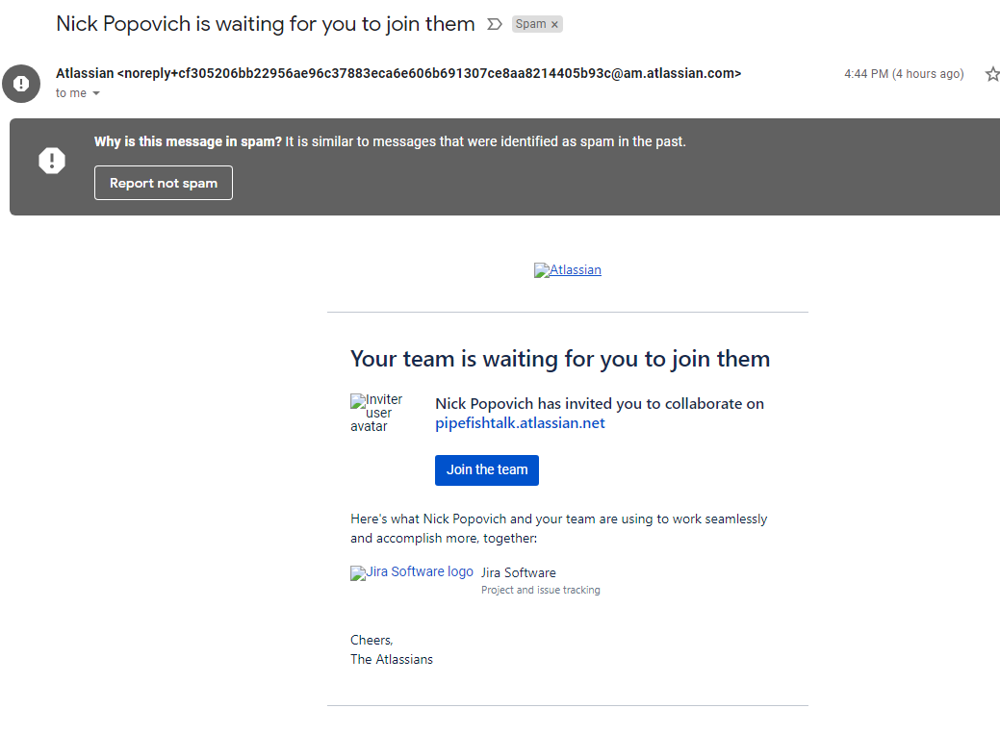 Nick Popovich is waiting for you to join them Spam x
Atlassian <noreply+cf305206bb22956ae96c37883eca6e606b691307ce8aa8214405b93c@am.atlassian.com> 4:44 PM (4 hours ago)
to me
Why is this message in spam? It is similar to messages that were identified as spam in the past.
Report not spam
Atlassian
Your team is waiting for you to join them
Inviter
user
avatar
Nick Popovich has invited you to collaborate on
pipefishtalk.atlassian.net
Join the team
Here's what Nick Popovich and your team are using to work seamlessly
and accomplish more, together:
Jira Software logo Jira Software
Project and issue tracking
Cheers,
The Atlassians